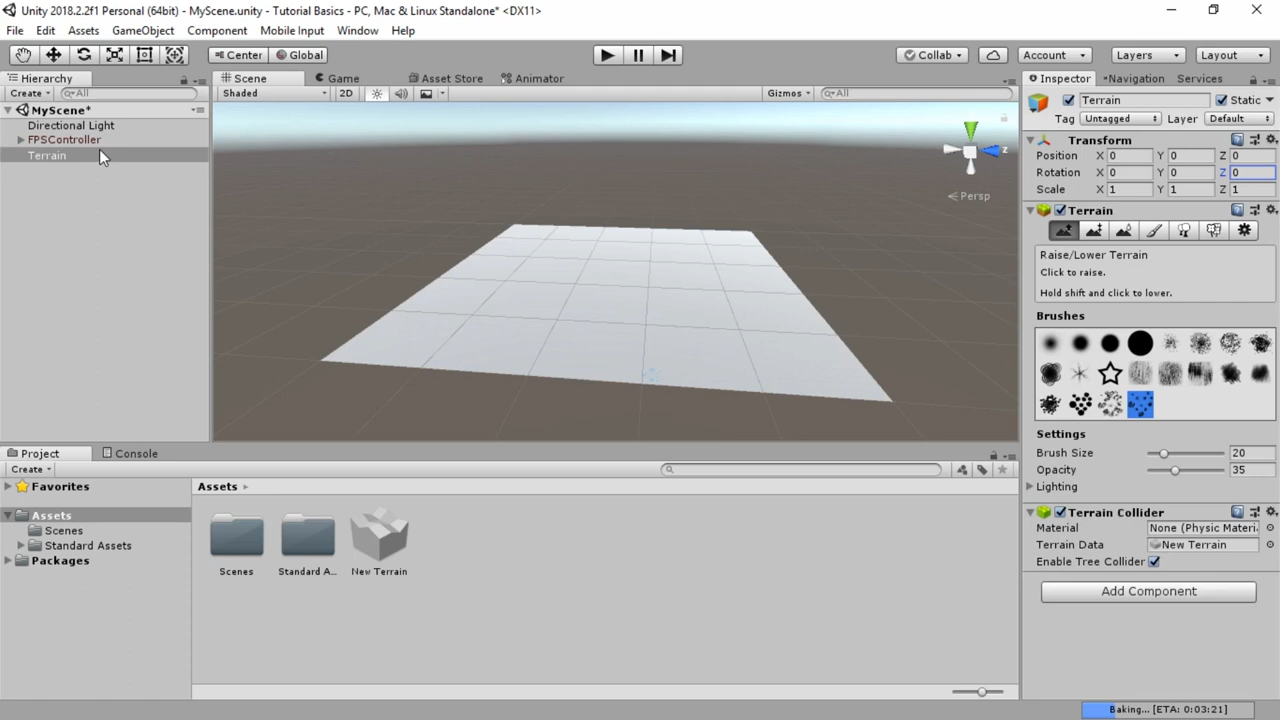 Unity 2018.2.2f1 Personal (64bit) - MyScene.unity - Tutorial Basics - PC, Mac & Linux Standalone* <DX11>
File Edit Assets GameObject Component Mobile Input Window Help
Center Global Collab Account Layers Layout
Hierarchy Scene Game Asset Store Animator Inspector Navigation Services
Create All Shaded 2D Gizmos All Terrain Static
MyScene*
Tag Untagged Layer Default
Directional Light
FPSController
Terrain
Transform
Position X 0 Y 0 Z 0
Rotation X 0 Y 0 Z 0
Scale X 1 Y 1 Z 1
z
Persp
Terrain
Raise/Lower Terrain
Click to raise.
Hold shift and click to lower.
Brushes
Settings
Brush Size 20
Opacity 35
Lighting
Project Console
Create
Favorites
Assets
Assets
Scenes
Standard Assets
Packages
Scenes Standard A... New Terrain
Terrain Collider
Material None (Physic Materi
Terrain Data New Terrain
Enable Tree Collider
Add Component
Baking... [ETA: 0:03:21]